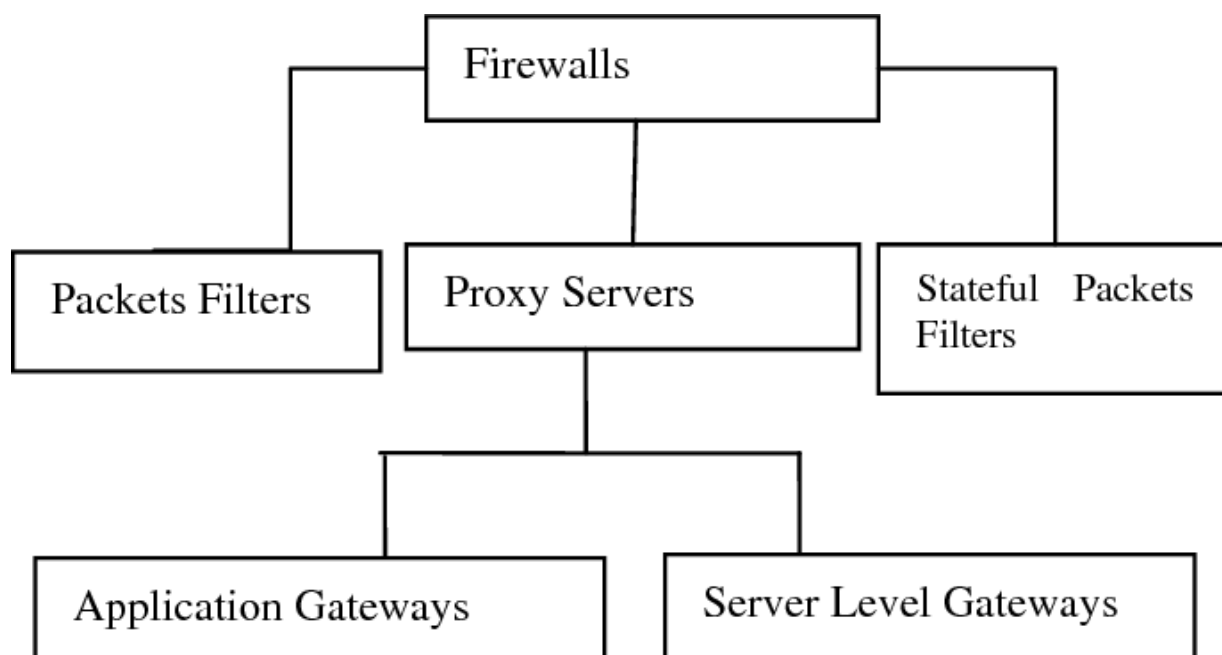 Firewalls
Packets Filters
Proxy Servers
Stateful Packets
Filters
Application Gateways
Server Level Gateways